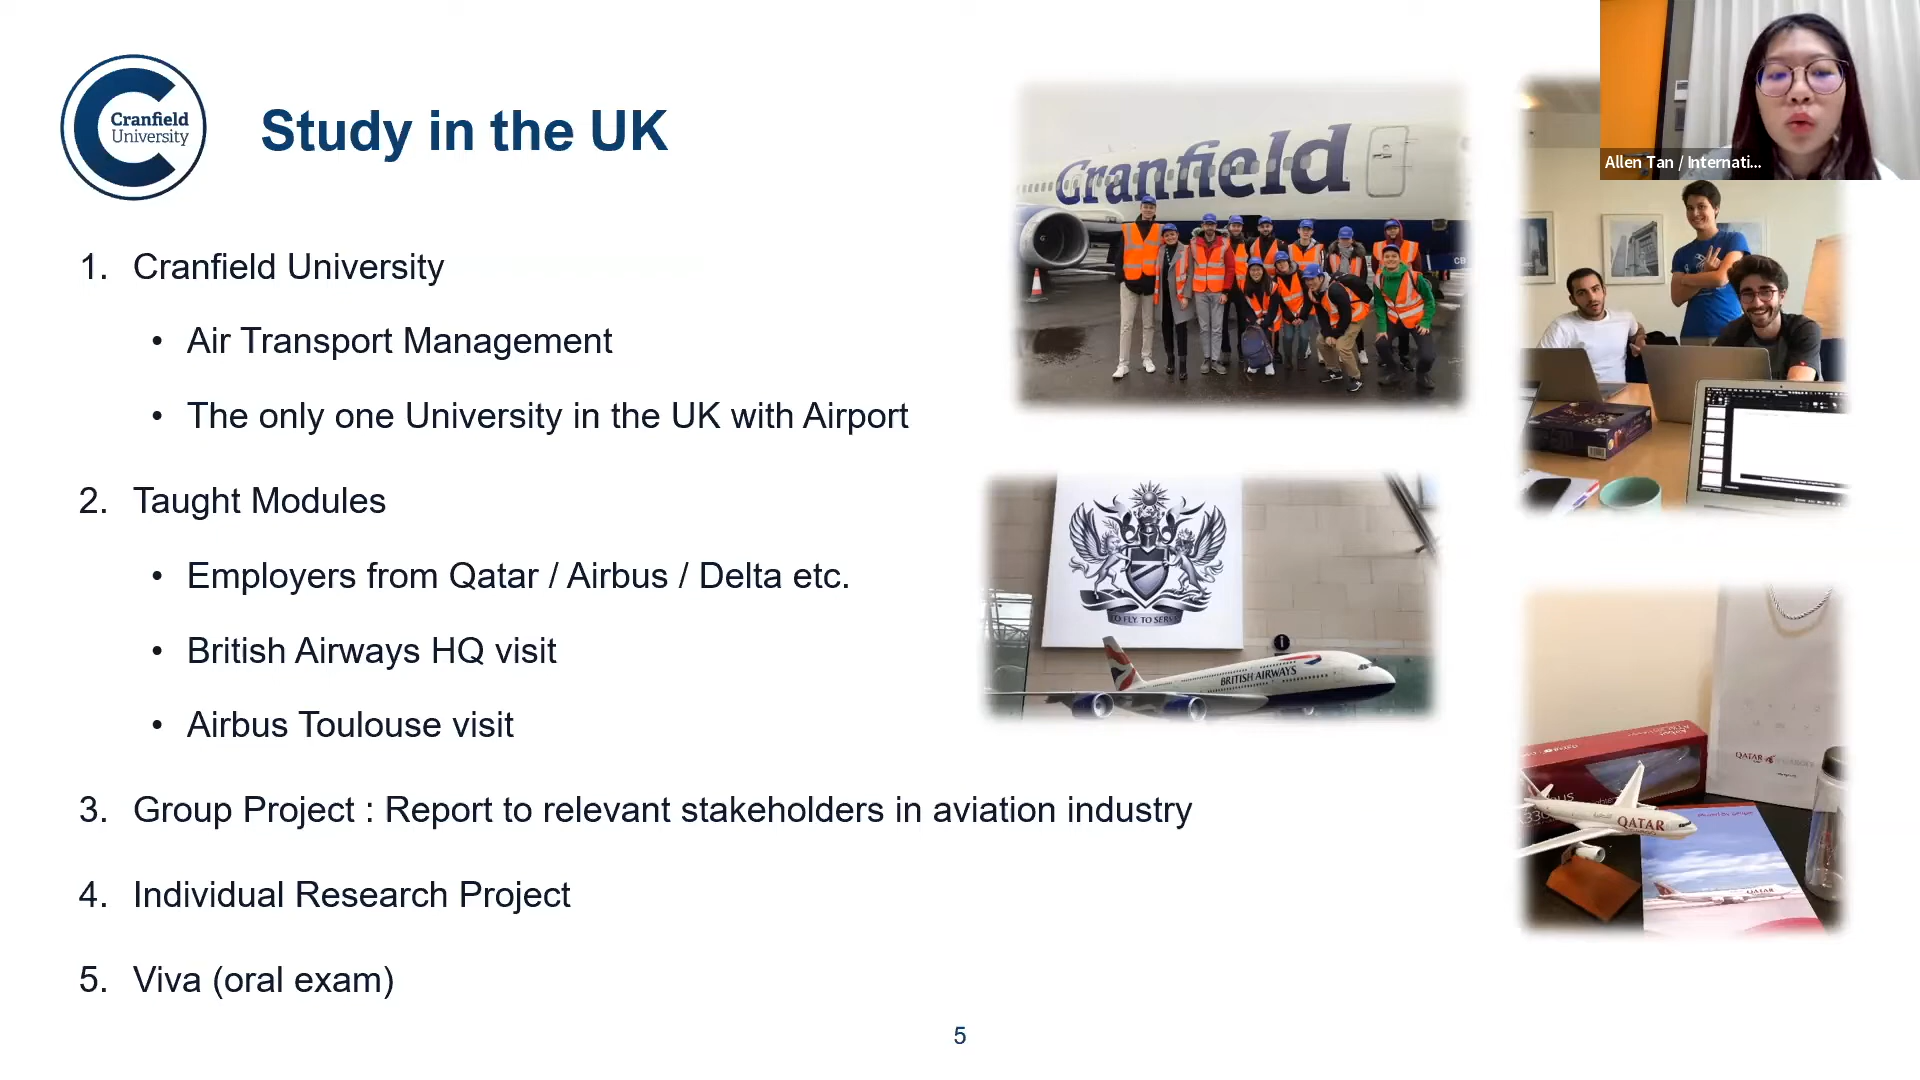 Cranfield
University
Study in the UK
1. Cranfield University
• Air Transport Management
• The only one University in the UK with Airport
2. Taught Modules
• Employers from Qatar / Airbus / Delta etc.
• British Airways HQ visit
• Airbus Toulouse visit
3. Group Project : Report to relevant stakeholders in aviation industry
4. Individual Research Project
5. Viva (oral exam)
5
Cranfield
Allen Tan / Internati...
TO FLY. TO SERVE
BRITISH AIRWAYS
QATAR
QATAR
QATAR